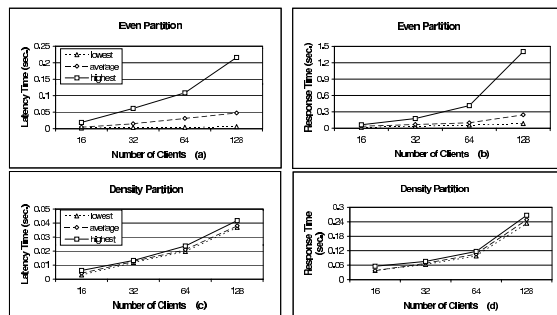 Even Partition
Latency Time (sec.)
0.25
0.2
0.15
0.1
0.05
0
lowest
average
highest
16 32 64 128
Number of Clients (a)
Even Partition
Response Time (sec.)
1.5
1.2
0.9
0.6
0.3
0
16 32 64 128
Number of Clients (b)
Density Partition
Latency Time (sec.)
0.05
0.04
0.03
0.02
0.01
0
lowest
average
highest
16 32 64 128
Number of Clients (c)
Density Partition
Response Time
(sec.)
0.3
0.24
0.18
0.12
0.06
0
16 32 64 128
Number of Clients (d)